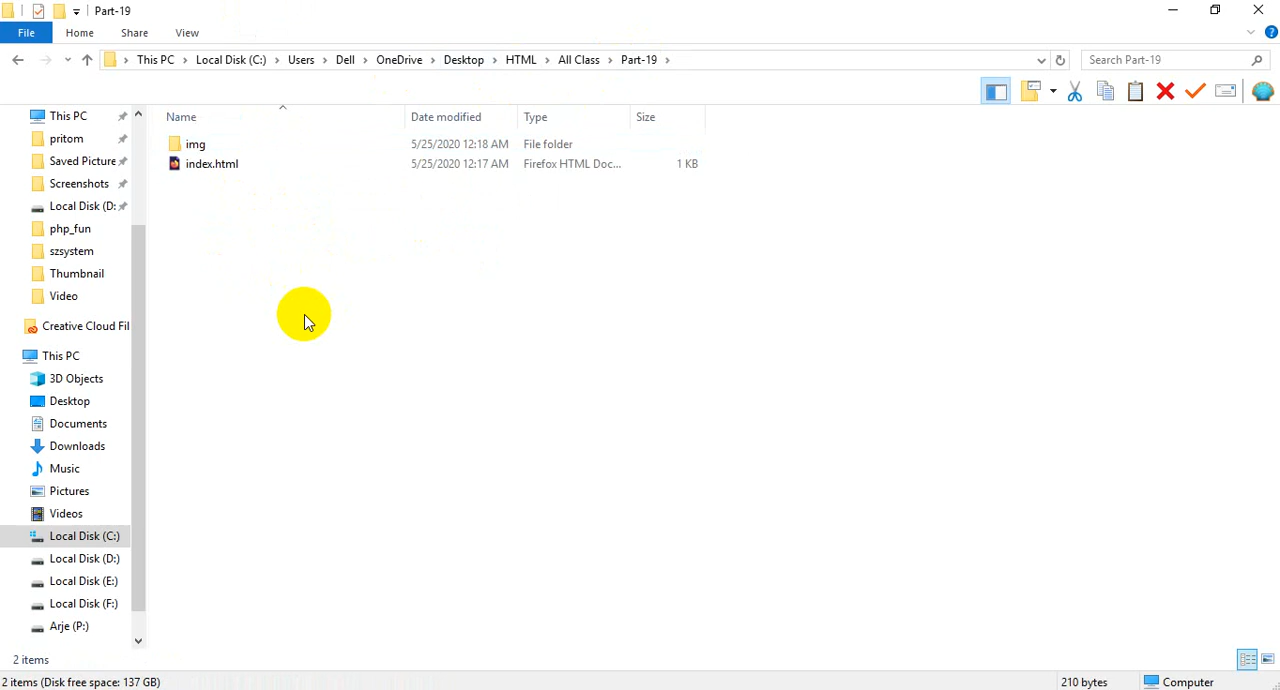 Part-19
File Home Share View
This PC Local Disk (C:) Users Dell OneDrive Desktop HTML All Class Part-19 Search Part-19
Name Date modified Type Size
img 5/25/2020 12:18 AM File folder
index.html 5/25/2020 12:17 AM Firefox HTML Doc... 1 KB
This PC
pritom
Saved Picture
Screenshots
Local Disk (D:
php_fun
szsystem
Thumbnail
Video
Creative Cloud Fil
This PC
3D Objects
Desktop
Documents
Downloads
Music
Pictures
Videos
Local Disk (C:)
Local Disk (D:)
Local Disk (E:)
Local Disk (F:)
Arje (P:)
2 items
2 items (Disk free space: 137 GB) 210 bytes Computer